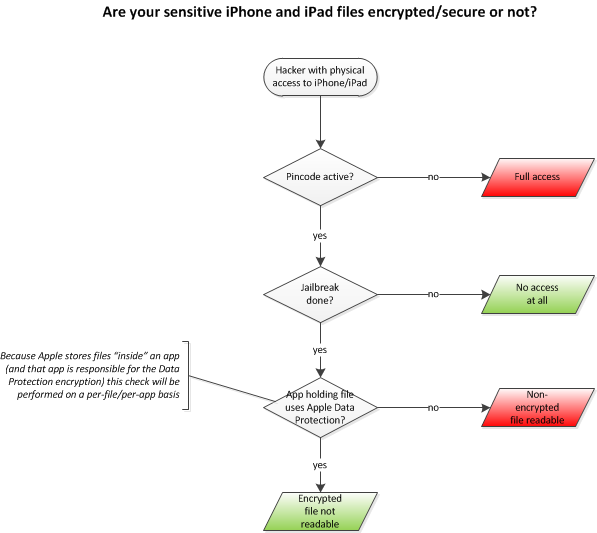 Are your sensitive iPhone and iPad files encrypted/secure or not?
Hacker with physical
access to iPhone/iPad
Pincode active?
no
Full access
yes
Jailbreak
done?
no
No access
at all
yes
Because Apple stores files “inside” an app
(and that app is responsible for the Data
Protection encryption) this check will be
performed on a per-file/per-app basis
App holding file
uses Apple Data
Protection?
no
Non-
encrypted
file readable
yes
Encrypted
file not
readable